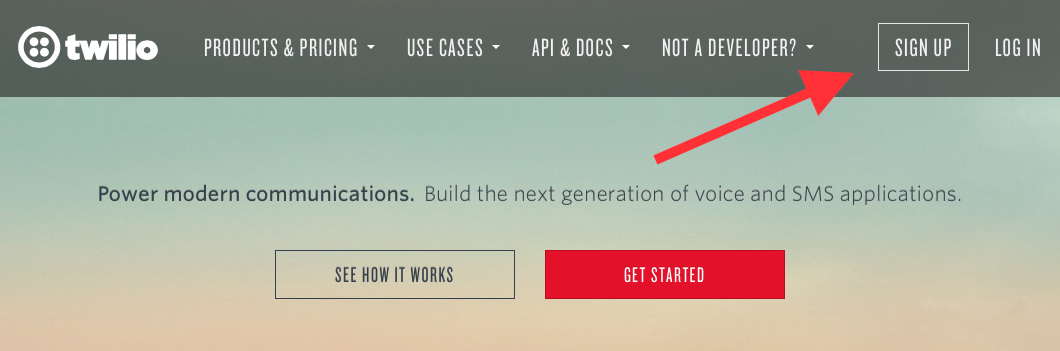 twilio PRODUCTS & PRICING USE CASES API & DOCS NOT A DEVELOPER? SIGN UP LOG IN
Power modern communications. Build the next generation of voice and SMS applications.
SEE HOW IT WORKS GET STARTED